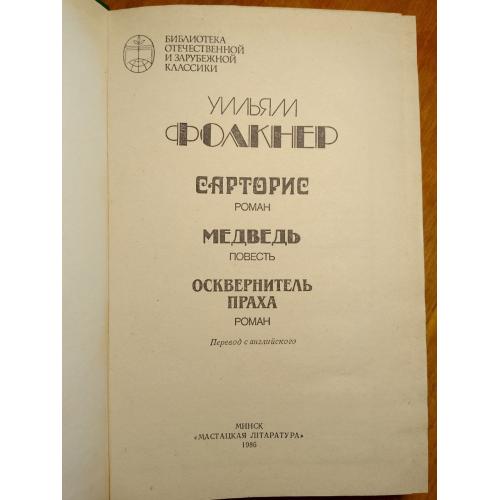 БИБЛИОТЕКА
ОТЕЧЕСТВЕННОЙ
И ЗАРУБЕЖНОЙ
КЛАССИКИ
УИЛЬЯМ
ФОЛКНЕР
САРТОРИС
РОМАН
МЕДВЕДЬ
ПОВЕСТЬ
ОСКВЕРНИТЕЛЬ
ПРАХА
РОМАН
Перевод с английского
МИНСК
«МАСТАЦКАЯ ЛІТАРАТУРА»
1986